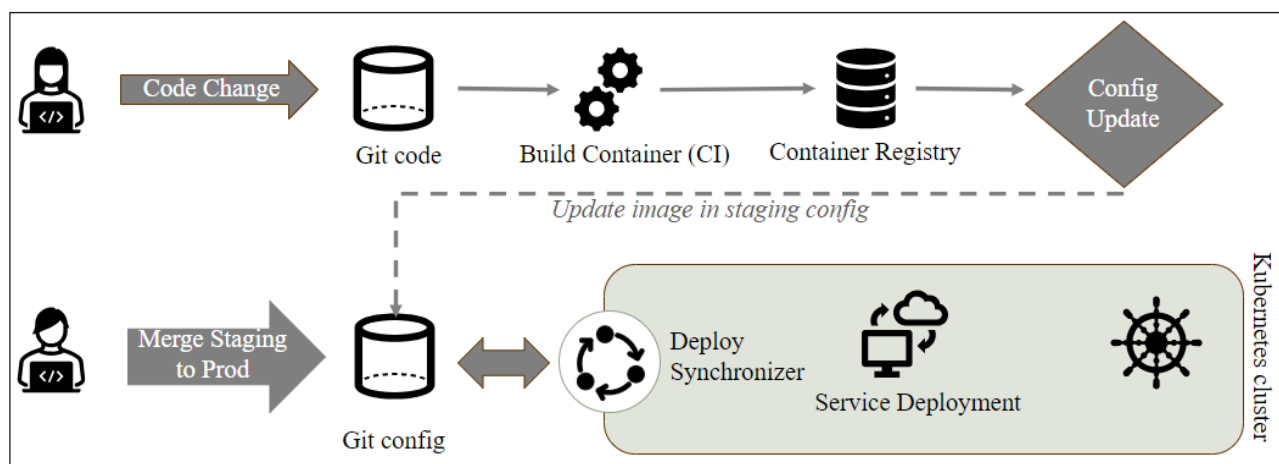 Code Change
</>
Git code
Build Container (CI)
Container Registry
Config
Update
Update image in staging config
Merge Staging
to Prod
</>
Git config
Deploy
Synchronizer
Service Deployment
Kubernetes cluster